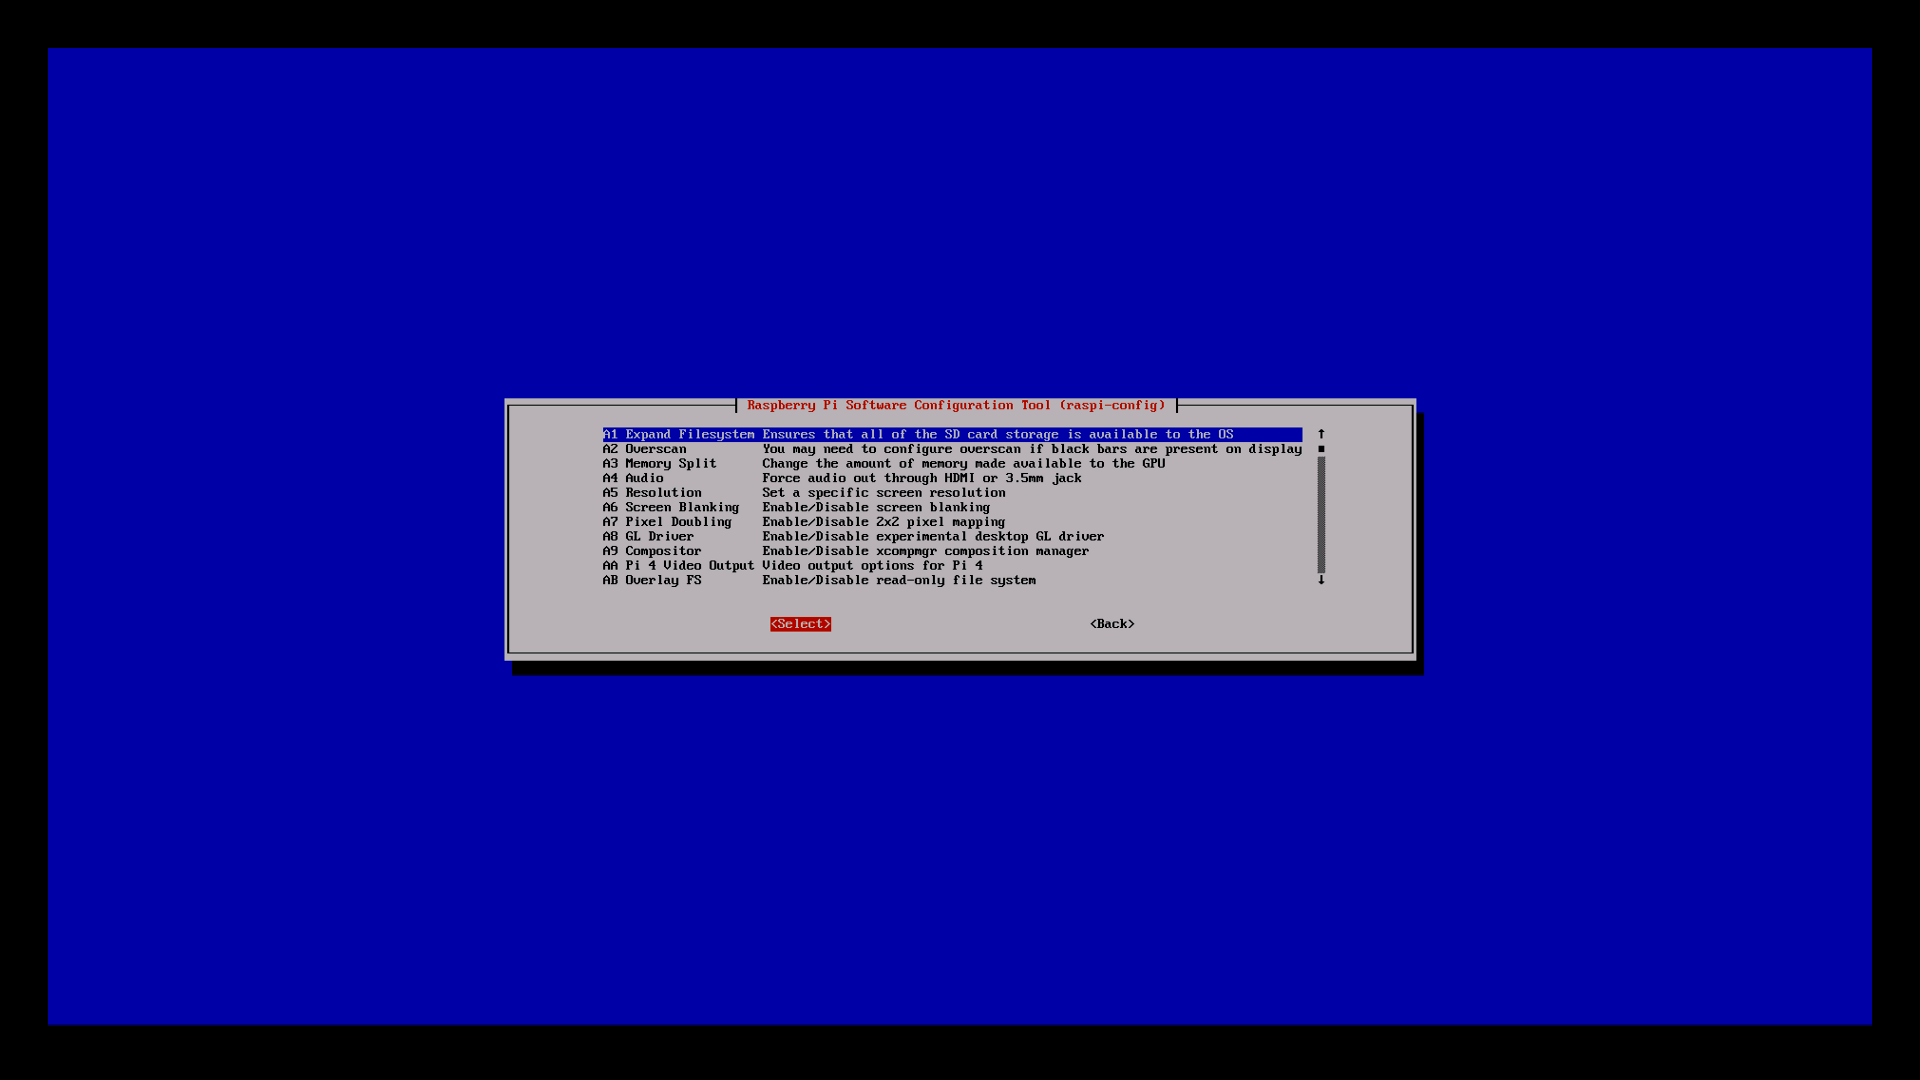 Raspberry Pi Software Configuration Tool (raspi-config)
A1 Expand Filesystem Ensures that all of the SD card storage is available to the OS
A2 Overscan You may need to configure overscan if black bars are present on display
A3 Memory Split Change the amount of memory made available to the GPU
A4 Audio Force audio out through HDMI or 3.5mm jack
A5 Resolution Set a specific screen resolution
A6 Screen Blanking Enable/Disable screen blanking
A7 Pixel Doubling Enable/Disable 2x2 pixel mapping
A8 GL Driver Enable/Disable experimental desktop GL driver
A9 Compositor Enable/Disable xcompmgr composition manager
AA Pi 4 Video Output Video output options for Pi 4
AB Overlay FS Enable/Disable read-only file system
<Select> <Back>